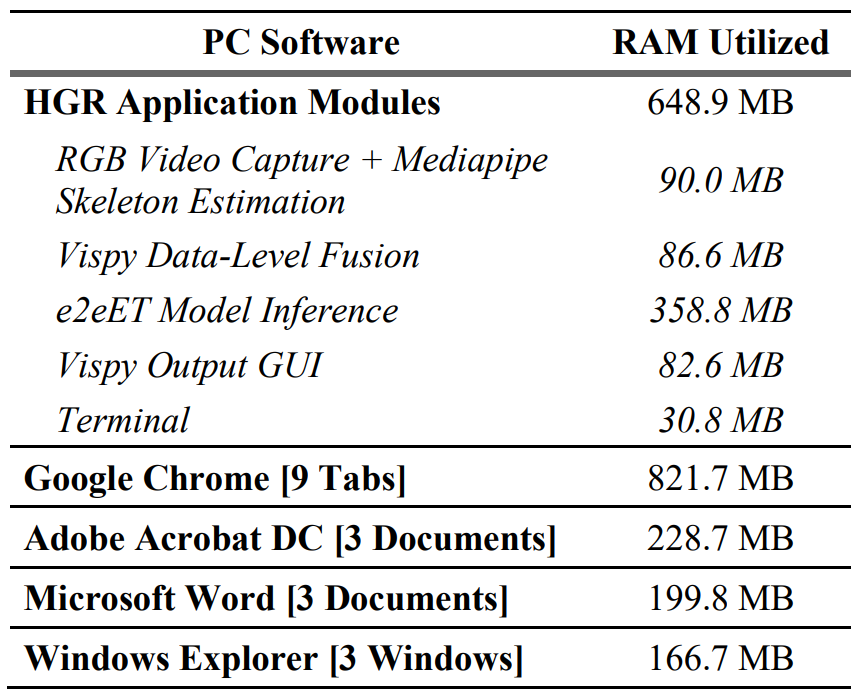 PC Software RAM Utilized
HGR Application Modules 648.9 MB
RGB Video Capture + Mediapipe
Skeleton Estimation 90.0 MB
Vispy Data-Level Fusion 86.6 MB
e2eET Model Inference 358.8 MB
Vispy Output GUI 82.6 MB
Terminal 30.8 MB
Google Chrome [9 Tabs] 821.7 MB
Adobe Acrobat DC [3 Documents] 228.7 MB
Microsoft Word [3 Documents] 199.8 MB
Windows Explorer [3 Windows] 166.7 MB